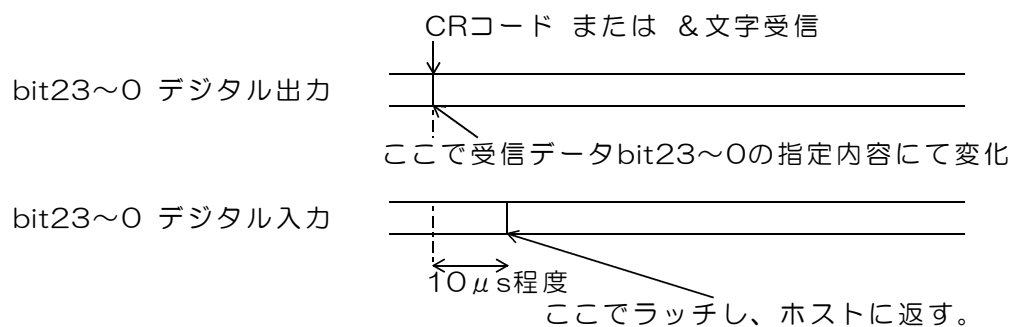 CRコード または &文字受信
bit23~0 デジタル出力
ここで受信データbit23~0の指定内容にて変化
bit23~0 デジタル入力
10μs程度
ここでラッチし、ホストに返す。